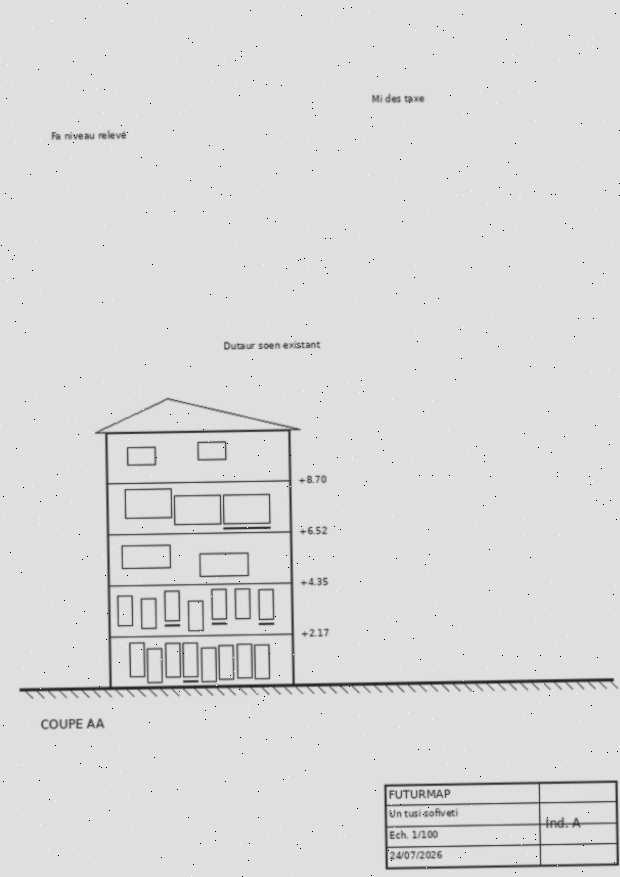 Mi des taxe
Fa niveau relevé
Dutaur soen existant
+8.70
+6.52
+4.35
+2.17
COUPE AA
FUTURMAP
Un tusi sofiveti
Ind. A
Ech. 1/100
24/07/2026